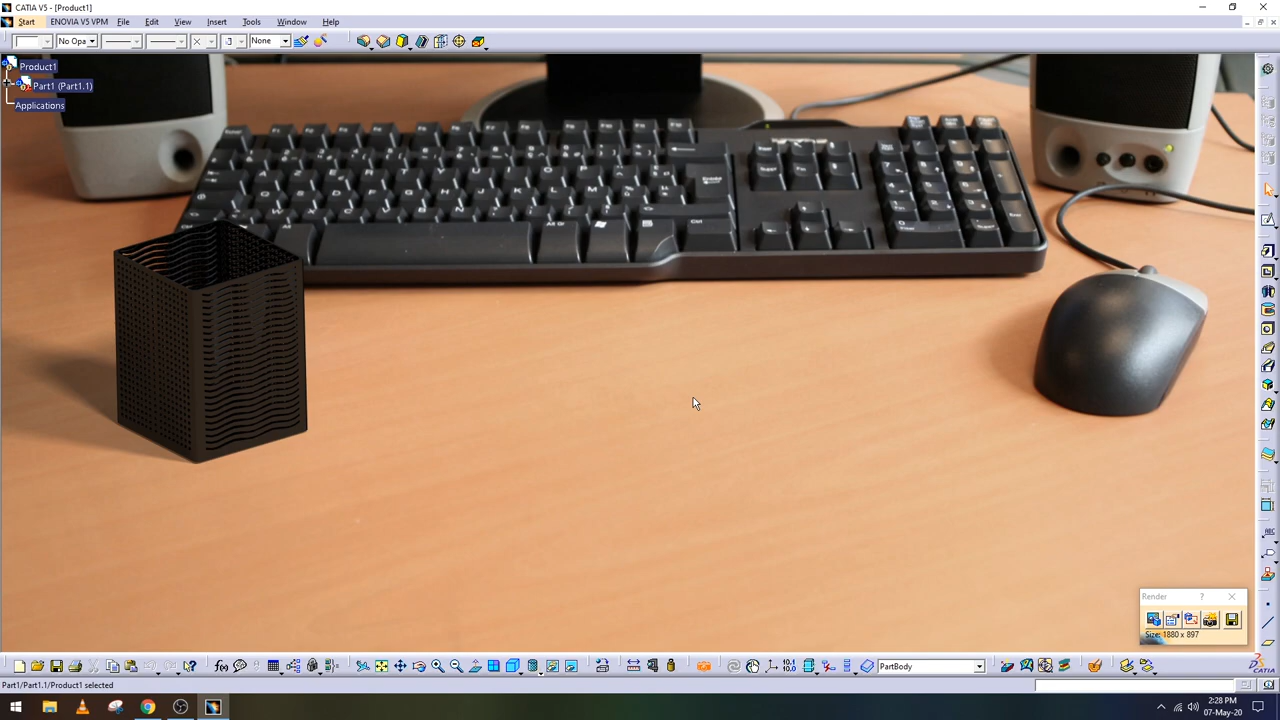 CATIA V5 - [Product1]
Start ENOVIA V5 VPM File Edit View Insert Tools Window Help
No Opa None
Product1
Part1 (Part1.1)
Applications
Render ?
Size: 1880 x 897
PartBody
CATIA
Part1/Part1.1/Product1 selected
2:28 PM
07-May-20